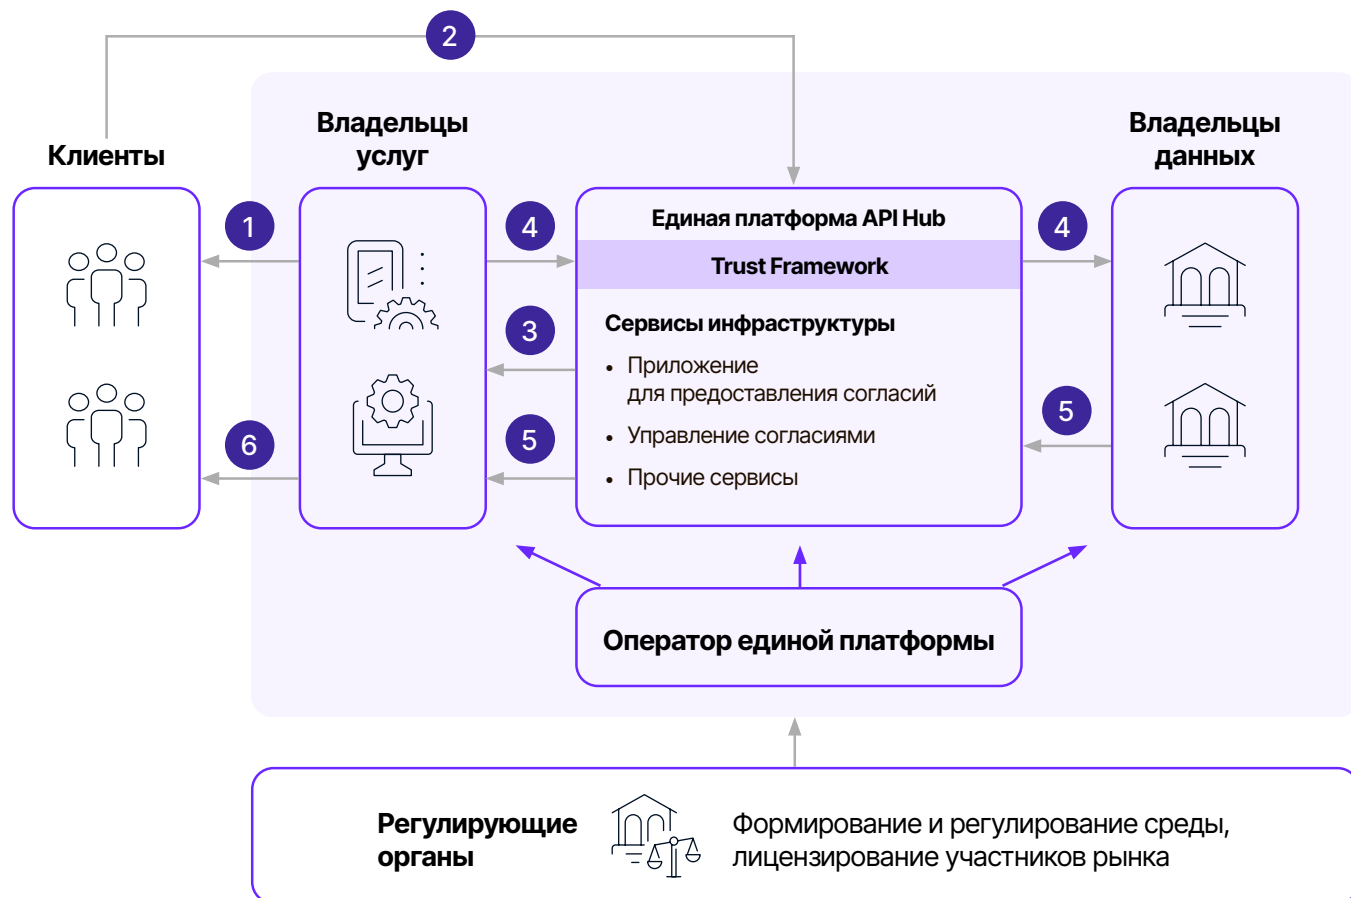 2
Клиенты
Владельцы
услуг
Владельцы
данных
1
4
4
Единая платформа API Hub
Trust Framework
3
Сервисы инфраструктуры
• Приложение
для предоставления согласий
• Управление согласиями
• Прочие сервисы
6
5
5
Оператор единой платформы
Регулирующие
органы
Формирование и регулирование среды,
лицензирование участников рынка